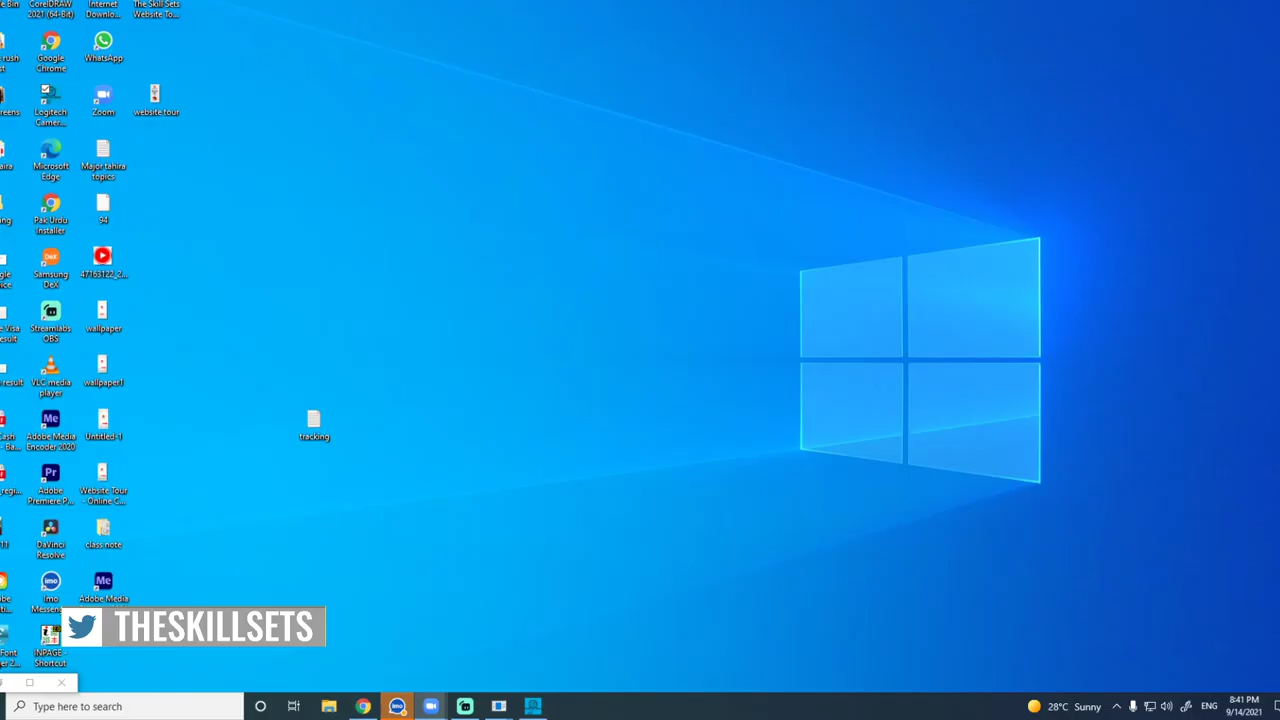 CorelDRAW
2021 (64-Bit)
Internet
Downlo...
The Skill Sets
Website To...
Google
Chrome
WhatsApp
Logitech
Camer...
Zoom
website tour
Microsoft
Edge
Major tahira
topics
Pak Urdu
Installer
94
Samsung
DeX
47163122_2...
Streamlabs
OBS
wallpaper
VLC media
player
wallpaper!
Adobe Media
Encoder 2020
Untitled-1
tracking
Adobe
Premiere P...
Website Tour
- Online C...
DaVinci
Resolve
class note
imo
Adobe Media
THESKILLSETS
INPAGE -
Shortcut
Type here to search
28°C Sunny
ENG
8:41 PM
9/14/2021